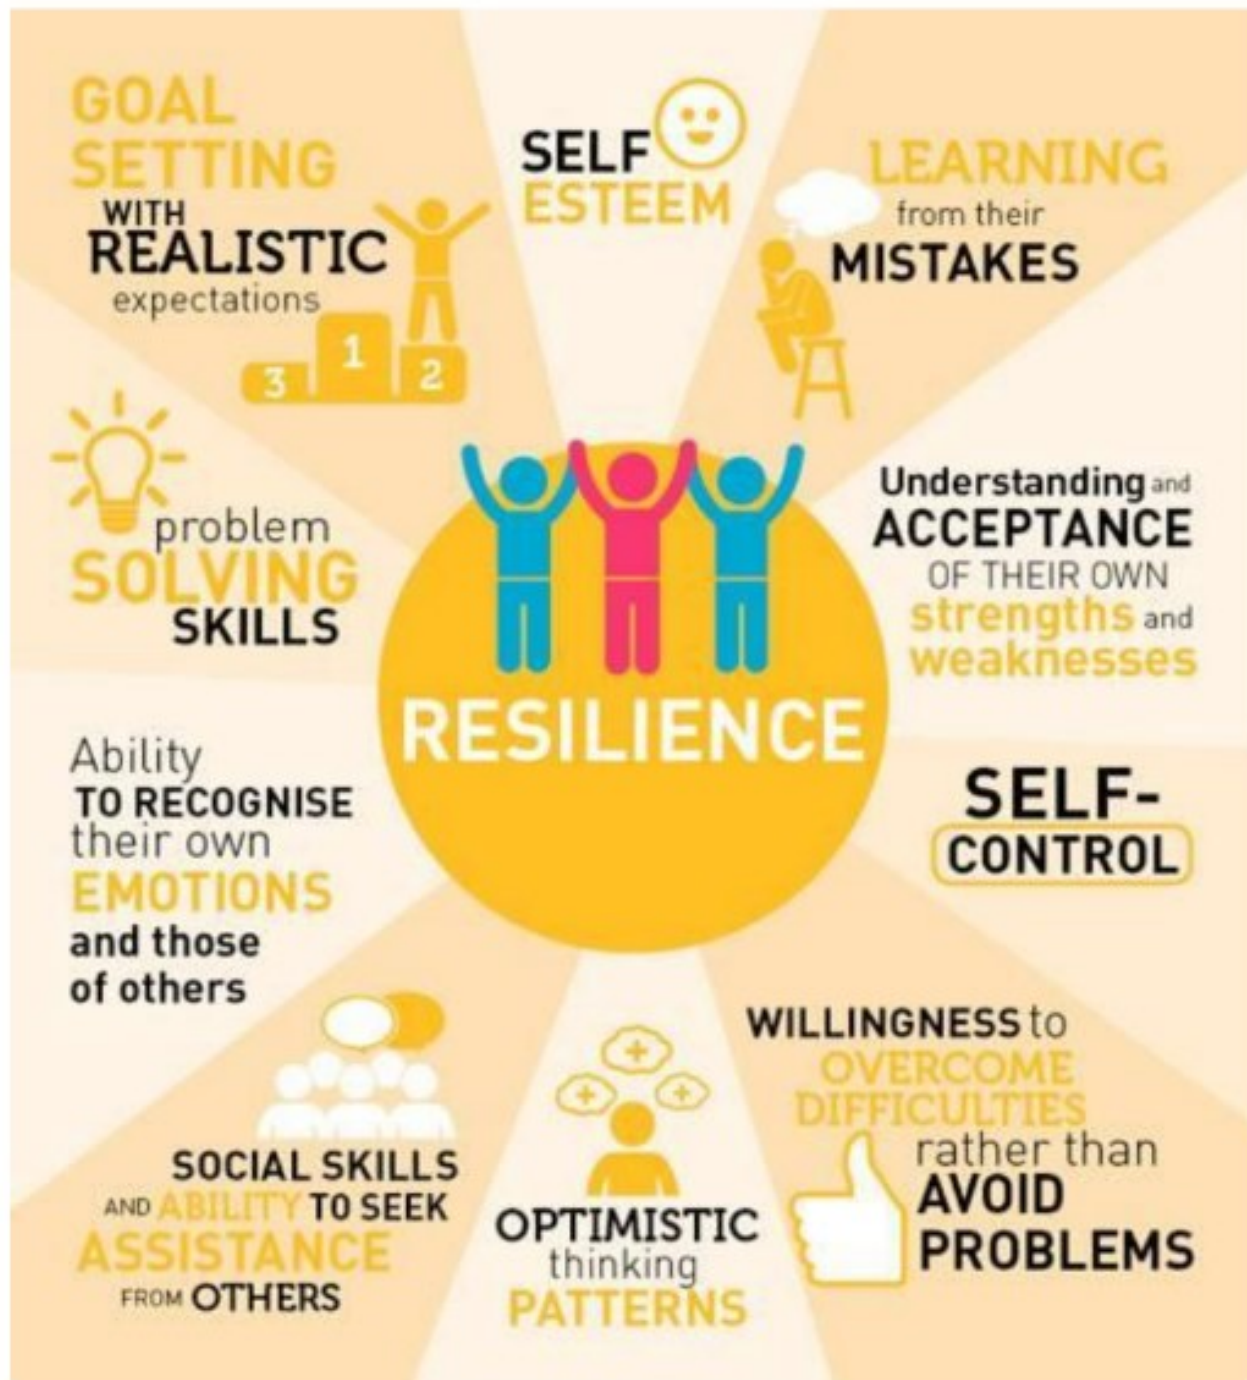 GOAL
SETTING
WITH
REALISTIC
expectations
3
1
2
SELF
ESTEEM
LEARNING
from their
MISTAKES
Understanding and
ACCEPTANCE
OF THEIR OWN
strengths and
weaknesses
SELF-
CONTROL
WILLINGNESS to
OVERCOME
DIFFICULTIES
rather than
AVOID
PROBLEMS
OPTIMISTIC
thinking
PATTERNS
SOCIAL SKILLS
AND ABILITY TO SEEK
ASSISTANCE
FROM OTHERS
Ability
TO RECOGNISE
their own
EMOTIONS
and those
of others
problem
SOLVING
SKILLS
RESILIENCE